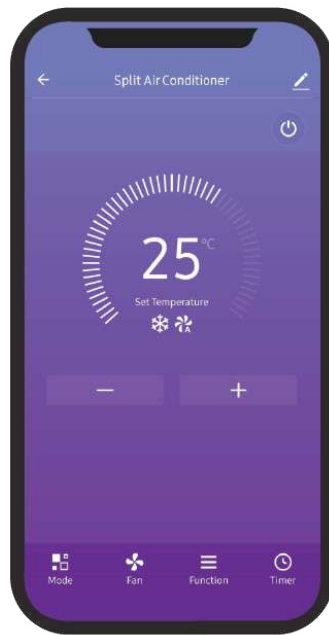 Split Air Conditioner
25°C
Set Temperature
A
Mode Fan Function Timer